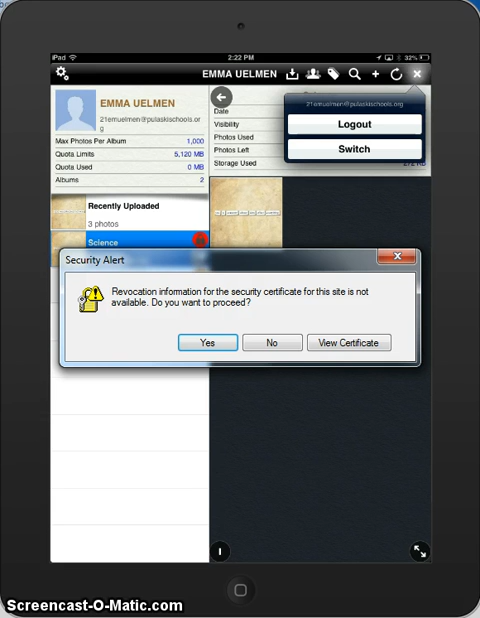 iPad
2:22 PM
32%
EMMA UELMEN
EMMA UELMEN
21emuelmen@pulaskischools.or
g
Max Photos Per Album 1,000
Quota Limits 5,120 MB
Quota Used 0 MB
Albums 2
Date
Visibility
Photos Used
Photos Left
Storage Used
21emuelmen@pulaskischools.org
Logout
Switch
Recently Uploaded
3 photos
Science
Security Alert
Revocation information for the security certificate for this site is not
available. Do you want to proceed?
Yes
No
View Certificate
Screencast-O-Matic.com